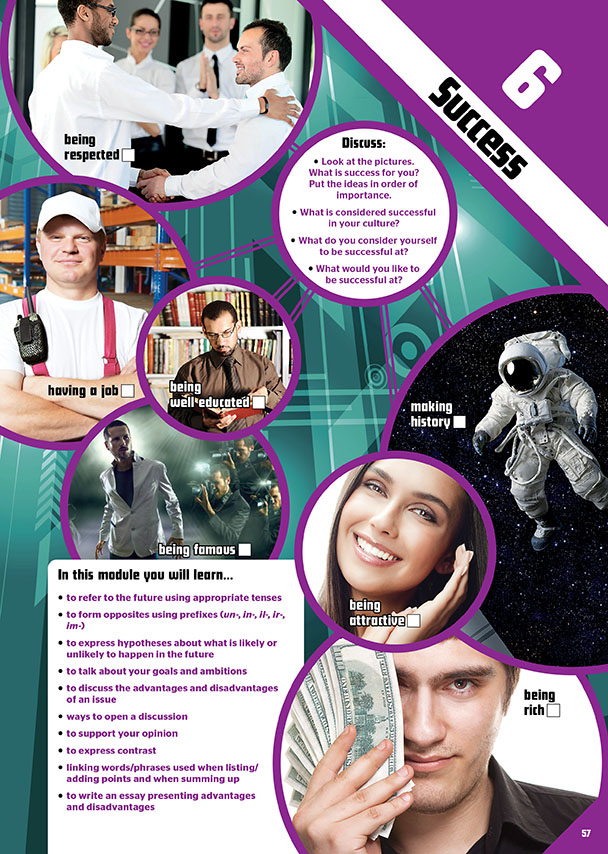 6
Success
being
respected
Discuss:
• Look at the pictures.
What is success for you?
Put the ideas in order of
importance.
• What is considered successful
in your culture?
• What do you consider yourself
to be successful at?
• What would you like to
be successful at?
having a job
being
well educated
making
history
being famous
being
attractive
being
rich
In this module you will learn...
• to refer to the future using appropriate tenses
• to form opposites using prefixes (un-, in-, il-, ir-,
im-)
• to express hypotheses about what is likely or
unlikely to happen in the future
• to talk about your goals and ambitions
• to discuss the advantages and disadvantages
of an issue
• ways to open a discussion
• to support your opinion
• to express contrast
• linking words/phrases used when listing/
adding points and when summing up
• to write an essay presenting advantages
and disadvantages
57